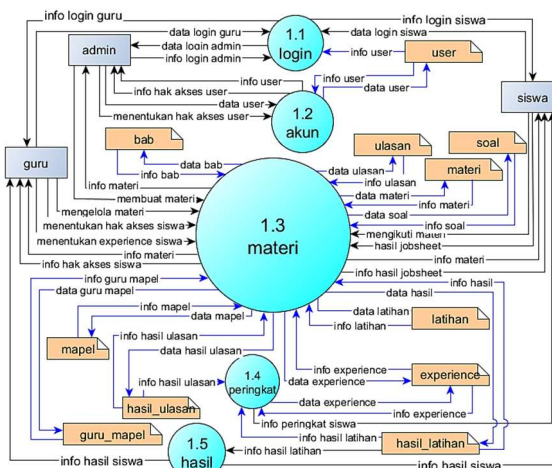 info login guru
info login siswa
data login guru
data login siswa
1.1
login
admin
data loain admin
info login admin
info user
user
info user
data user
info user
info hak akses user
data user
menentukan hak akses user
1.2
akun
siswa
guru
bab
data bab
info bab
ulasan
soal
data ulasan
info ulasan
materi
data materi
info materi
data soal
info soal
info materi
membuat materi
mengelola materi
menentukan hak akses siswa
menentukan experience siswa
info materi
info hak akses siswa
1.3
materi
mengikuti materi
hasil jobsheet
info materi
info hasil jobsheet
info guru mapel
data guru mapel
info hasil
data hasil
info mapel
data mapel
mapel
data latihan
info latihan
latihan
info hasil ulasan
data hasil ulasan
info hasil ulasan
hasil_ulasan
1.4
peringkat
info experience
data experience
experience
data experience
info experience
info peringkat siswa
guru_mapel
info hasil latihan
info hasil latihan
hasil_latihan
1.5
hasil
info hasil siswa
info hasil siswa